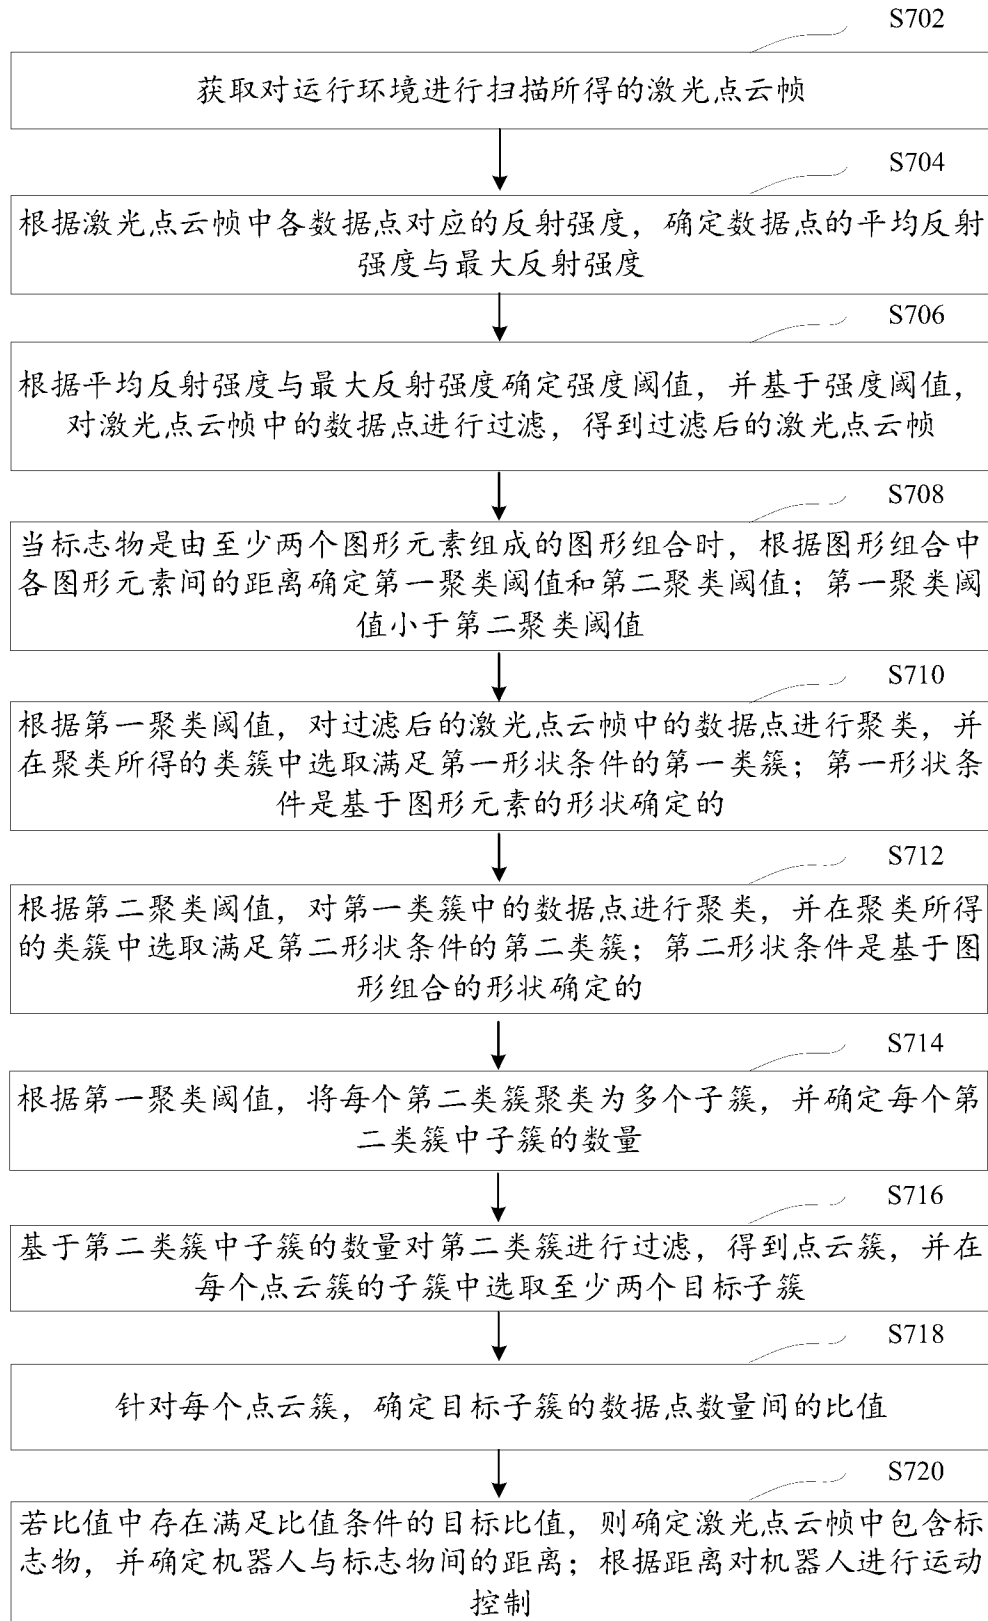 S702
获取对运行环境进行扫描所得的激光点云帧
S704
根据激光点云帧中各数据点对应的反射强度，确定数据点的平均反射
强度与最大反射强度
S706
根据平均反射强度与最大反射强度确定强度阈值，并基于强度阈值，
对激光点云帧中的数据点进行过滤，得到过滤后的激光点云帧
S708
当标志物是由至少两个图形元素组成的图形组合时，根据图形组合中
各图形元素间的距离确定第一聚类阈值和第二聚类阈值；第一聚类阈
值小于第二聚类阈值
S710
根据第一聚类阈值，对过滤后的激光点云帧中的数据点进行聚类，并
在聚类所得的类簇中选取满足第一形状条件的第一类簇；第一形状条
件是基于图形元素的形状确定的
S712
根据第二聚类阈值，对第一类簇中的数据点进行聚类，并在聚类所得
的类簇中选取满足第二形状条件的第二类簇；第二形状条件是基于图
形组合的形状确定的
S714
根据第一聚类阈值，将每个第二类簇聚类为多个子簇，并确定每个第
二类簇中子簇的数量
S716
基于第二类簇中子簇的数量对第二类簇进行过滤，得到点云簇，并在
每个点云簇的子簇中选取至少两个目标子簇
S718
针对每个点云簇，确定目标子簇的数据点数量间的比值
S720
若比值中存在满足比值条件的目标比值，则确定激光点云帧中包含标
志物，并确定机器人与标志物间的距离；根据距离对机器人进行运动
控制